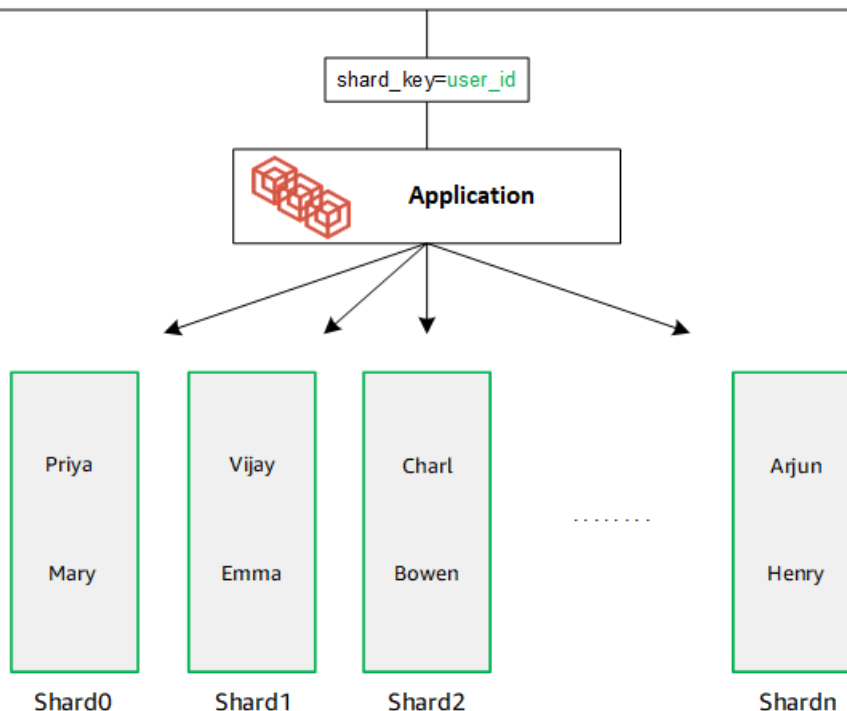 shard_key=user_id
Application
Priya
Vijay
Charl
Arjun
........
Mary
Emma
Bowen
Henry
Shard0
Shard1
Shard2
Shardn